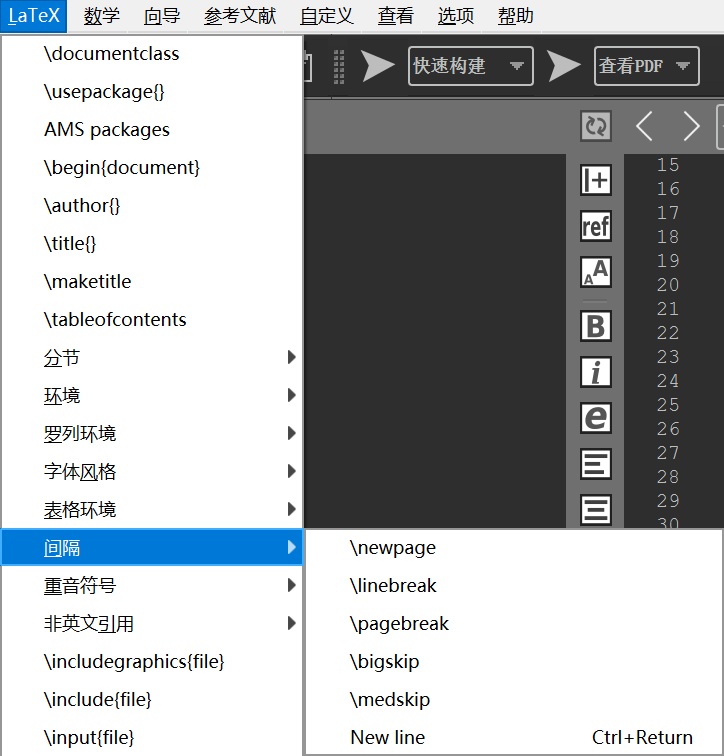 LaTeX 数学 向导 参考文献 自定义 查看 选项 帮助
快速构建 查看PDF
\documentclass
\usepackage{}
AMS packages
\begin{document}
\author{}
\title{}
\maketitle
\tableofcontents
分节
环境
罗列环境
字体风格
表格环境
间隔
重音符号
非英文引用
\includegraphics{file}
\include{file}
\input{file}
\newpage
\linebreak
\pagebreak
\bigskip
\medskip
New line Ctrl+Return
ref
AA
B
i
e
15
16
17
18
19
20
21
22
23
24
25
26
27
28
29
30